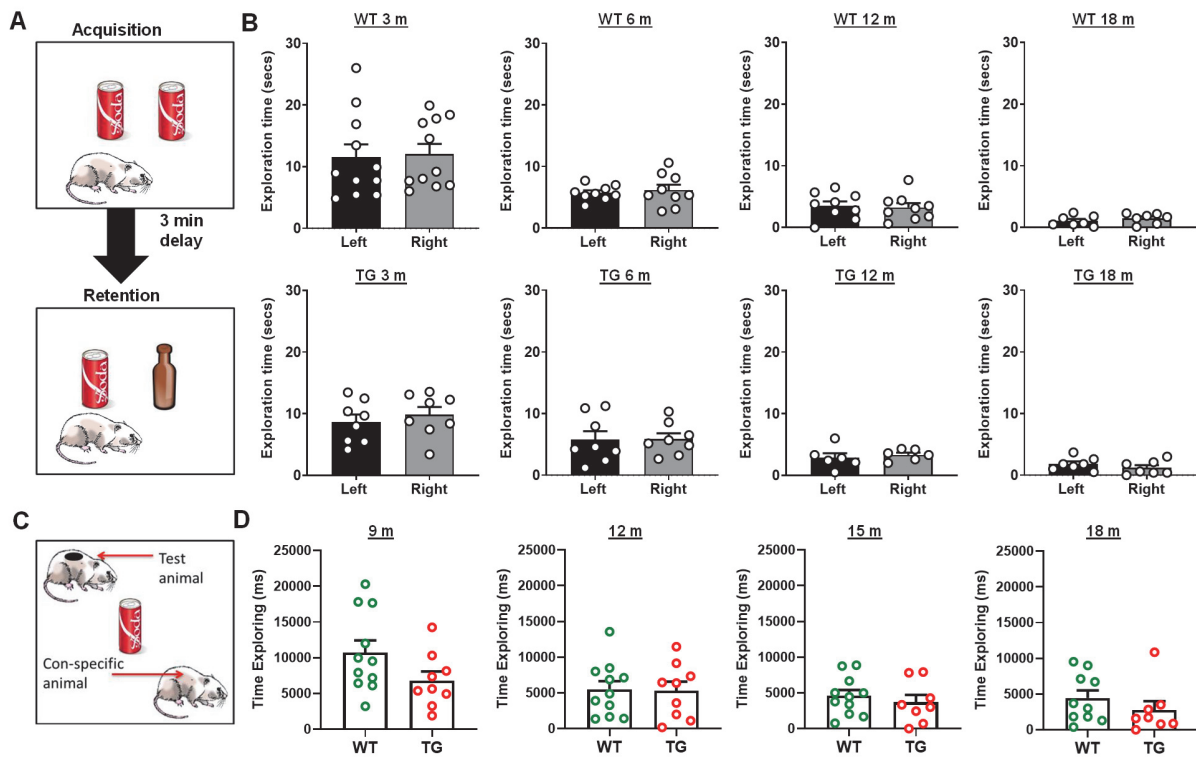 A
Acquisition
Soda
Soda
3 min
delay
Retention
Soda
B
WT 3 m
WT 6 m
WT 12 m
WT 18 m
Exploration time (secs)
30
20
10
0
Left
Right
Exploration time (secs)
30
20
10
0
Left
Right
Exploration time (secs)
30
20
10
0
Left
Right
Exploration time (secs)
30
20
10
0
Left
Right
TG 3 m
TG 6 m
TG 12 m
TG 18 m
Exploration time (secs)
30
20
10
0
Left
Right
Exploration time (secs)
30
20
10
0
Left
Right
Exploration time (secs)
30
20
10
0
Left
Right
Exploration time (secs)
30
20
10
0
Left
Right
C
Test
animal
Soda
Con-specific
animal
D
9 m
12 m
15 m
18 m
Time Exploring (ms)
25000
20000
15000
10000
5000
0
WT
TG
Time Exploring (ms)
25000
20000
15000
10000
5000
0
WT
TG
Time Exploring (ms)
25000
20000
15000
10000
5000
0
WT
TG
Time Exploring (ms)
25000
20000
15000
10000
5000
0
WT
TG